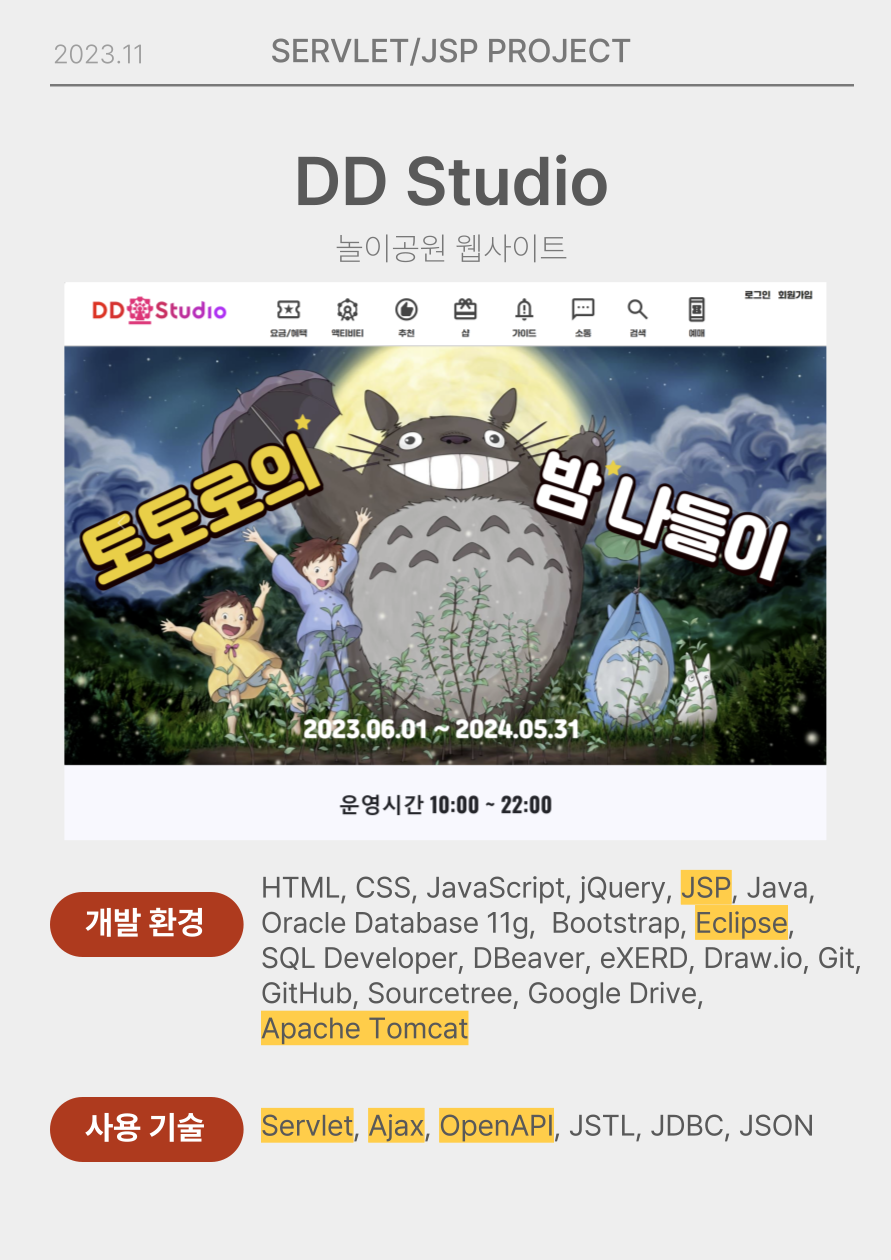 2023.11
SERVLET/JSP PROJECT
DD Studio
놀이공원 웹사이트
로그인 회원가입
DD Studio
요금/혜택 액티비티 추천 샵 가이드 소통 검색 예매
토토로의
밤 나들이
2023.06.01 ~ 2024.05.31
운영시간 10:00 ~ 22:00
개발 환경
HTML, CSS, JavaScript, jQuery, JSP, Java,
Oracle Database 11g, Bootstrap, Eclipse,
SQL Developer, DBeaver, eXERD, Draw.io, Git,
GitHub, Sourcetree, Google Drive,
Apache Tomcat
사용 기술
Servlet, Ajax, OpenAPI, JSTL, JDBC, JSON